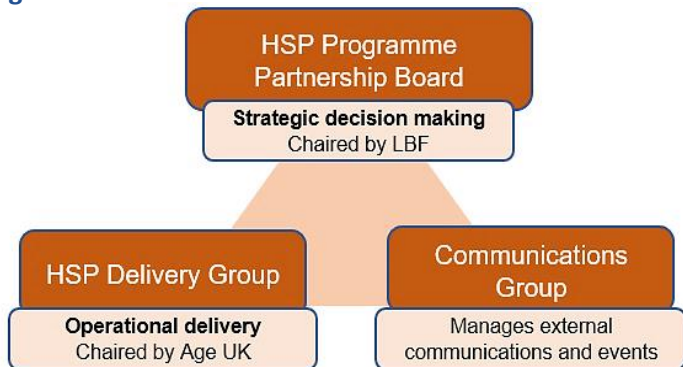 HSP Programme
Partnership Board
Strategic decision making
Chaired by LBF
HSP Delivery Group
Operational delivery
Chaired by Age UK
Communications
Group
Manages external
communications and events